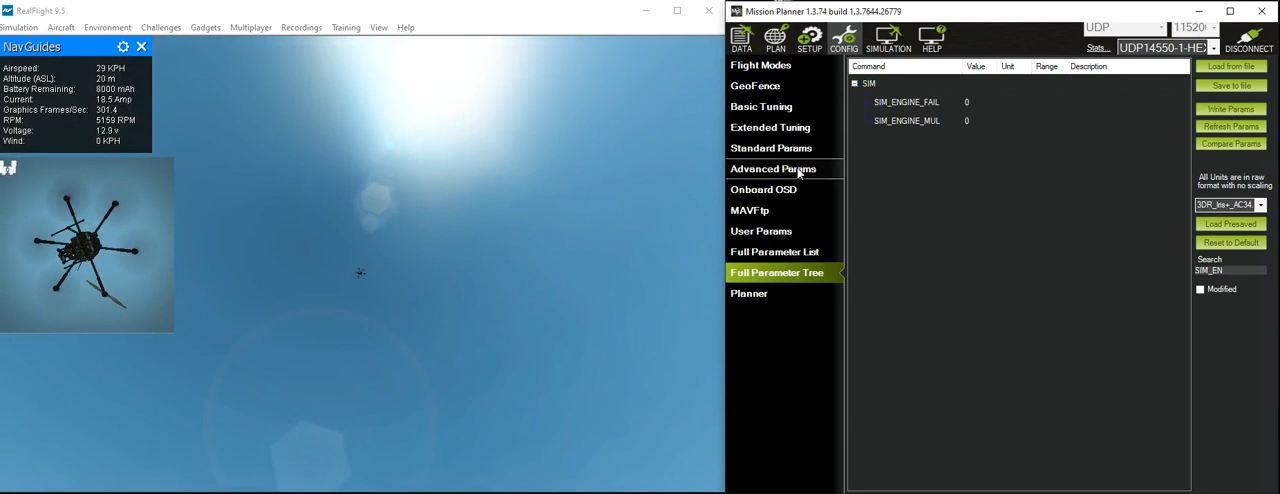 RealFlight 9.5
Simulation Aircraft Environment Challenges Gadgets Multiplayer Recordings Training View Help
NavGuides
Airspeed: 29 KPH
Altitude (ASL): 20 m
Battery Remaining: 8000 mAh
Current: 18.5 Amp
Graphics Frames/Sec: 301.4
RPM: 5159 RPM
Voltage: 12.9 v
Wind: 0 KPH
Mission Planner 1.3.74 build 1.3.7644.26779
DATA PLAN SETUP CONFIG SIMULATION HELP
UDP 11520
Stats... UDP14550-1-HE
DISCONNECT
Flight Modes
GeoFence
Basic Tuning
Extended Tuning
Standard Params
Advanced Params
Onboard OSD
MAVFtp
User Params
Full Parameter List
Full Parameter Tree
Planner
Command Value Unit Range Description
SIM
SIM_ENGINE_FAIL 0
SIM_ENGINE_MUL 0
Load from file
Save to file
Write Params
Refresh Params
Compare Params
All Units are in raw
format with no scaling
3DR_Iris+_AC34.
Load Presaved
Reset to Default
Search
SIM_EN
Modified